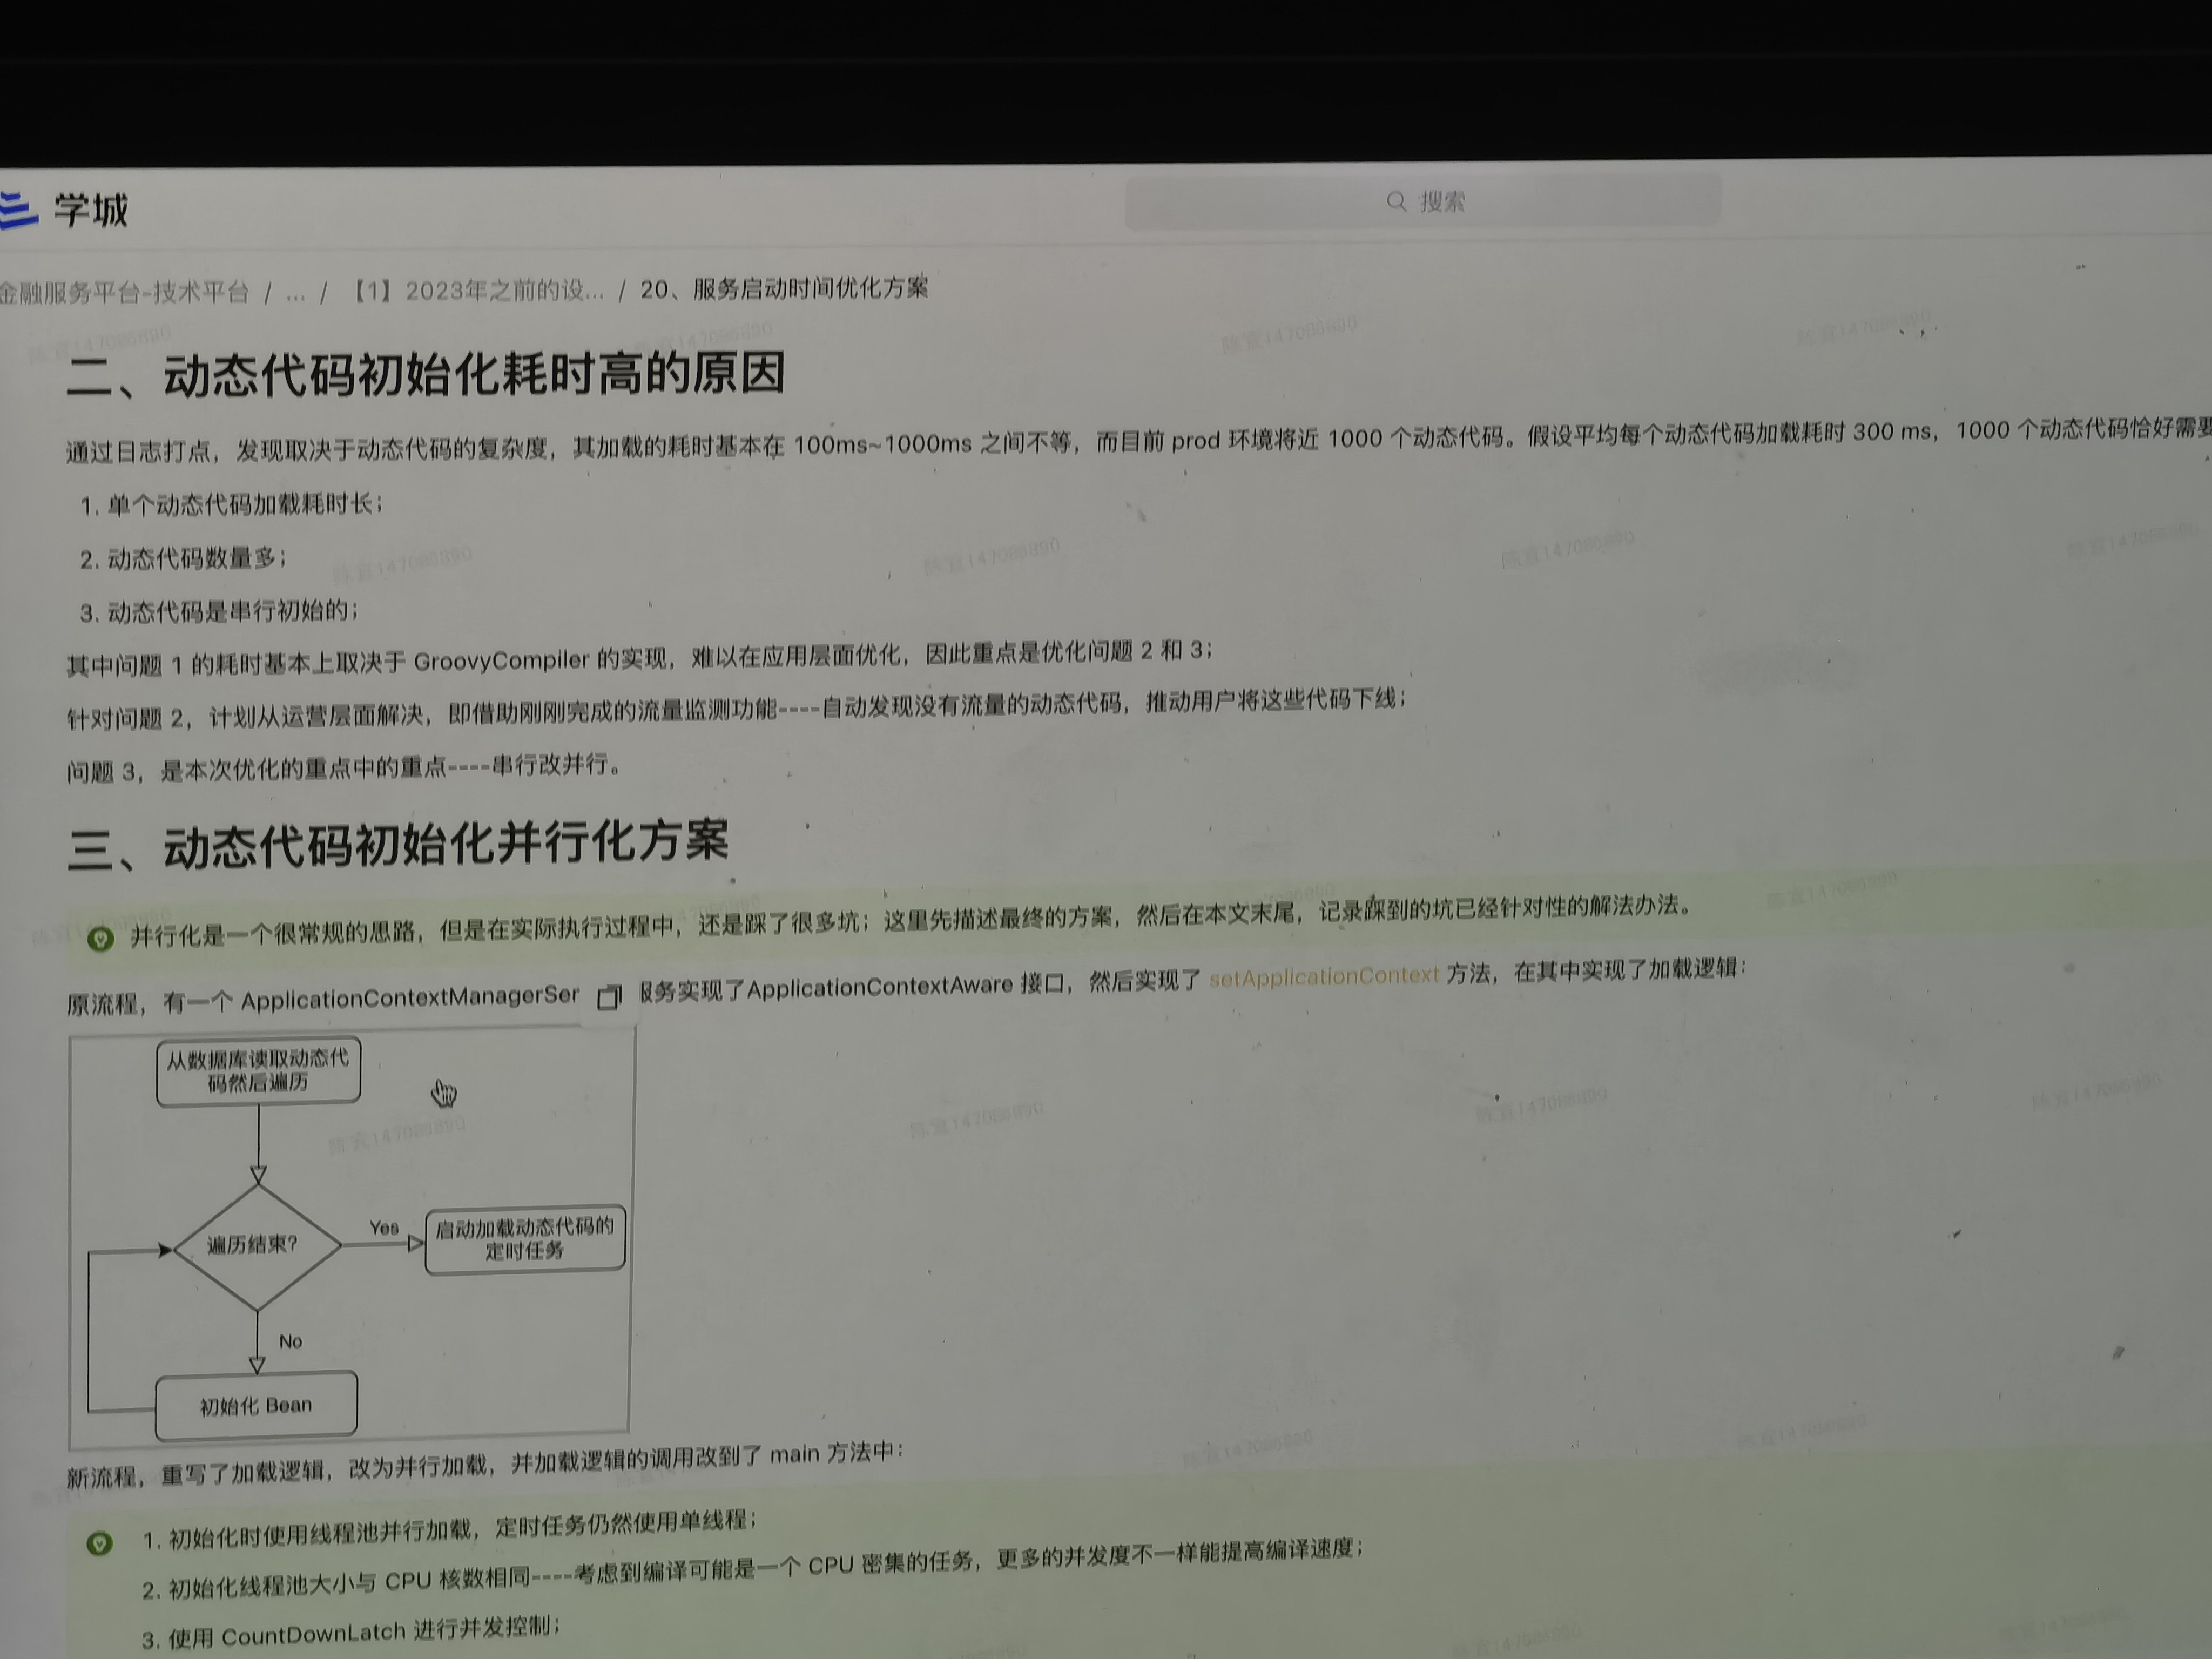 学城
搜索
金融服务平台-技术平台 / ... / 【1】2023年之前的设... / 20、服务启动时间优化方案
二、动态代码初始化耗时高的原因
通过日志打点，发现取决于动态代码的复杂度，其加载的耗时基本在 100ms~1000ms 之间不等，而目前 prod 环境将近 1000 个动态代码。假设平均每个动态代码加载耗时 300 ms，1000 个动态代码恰好需要
1. 单个动态代码加载耗时长；
2. 动态代码数量多；
3. 动态代码是串行初始的；
其中问题 1 的耗时基本上取决于 GroovyCompiler 的实现，难以在应用层面优化，因此重点是优化问题 2 和 3；
针对问题 2，计划从运营层面解决，即借助刚刚完成的流量监测功能----自动发现没有流量的动态代码，推动用户将这些代码下线；
问题 3，是本次优化的重点中的重点----串行改并行。
三、动态代码初始化并行化方案
并行化是一个很常规的思路，但是在实际执行过程中，还是踩了很多坑；这里先描述最终的方案，然后在本文末尾，记录踩到的坑已经针对性的解法办法。
原流程，有一个 ApplicationContextManagerSer 服务实现了ApplicationContextAware 接口，然后实现了 setApplicationContext 方法，在其中实现了加载逻辑：
从数据库读取动态代
码然后遍历
遍历结束？
Yes
启动加载动态代码的
定时任务
No
初始化 Bean
新流程，重写了加载逻辑，改为并行加载，并加载逻辑的调用改到了 main 方法中：
1. 初始化时使用线程池并行加载，定时任务仍然使用单线程；
2. 初始化线程池大小与 CPU 核数相同----考虑到编译可能是一个 CPU 密集的任务，更多的并发度不一样能提高编译速度；
3. 使用 CountDownLatch 进行并发控制；